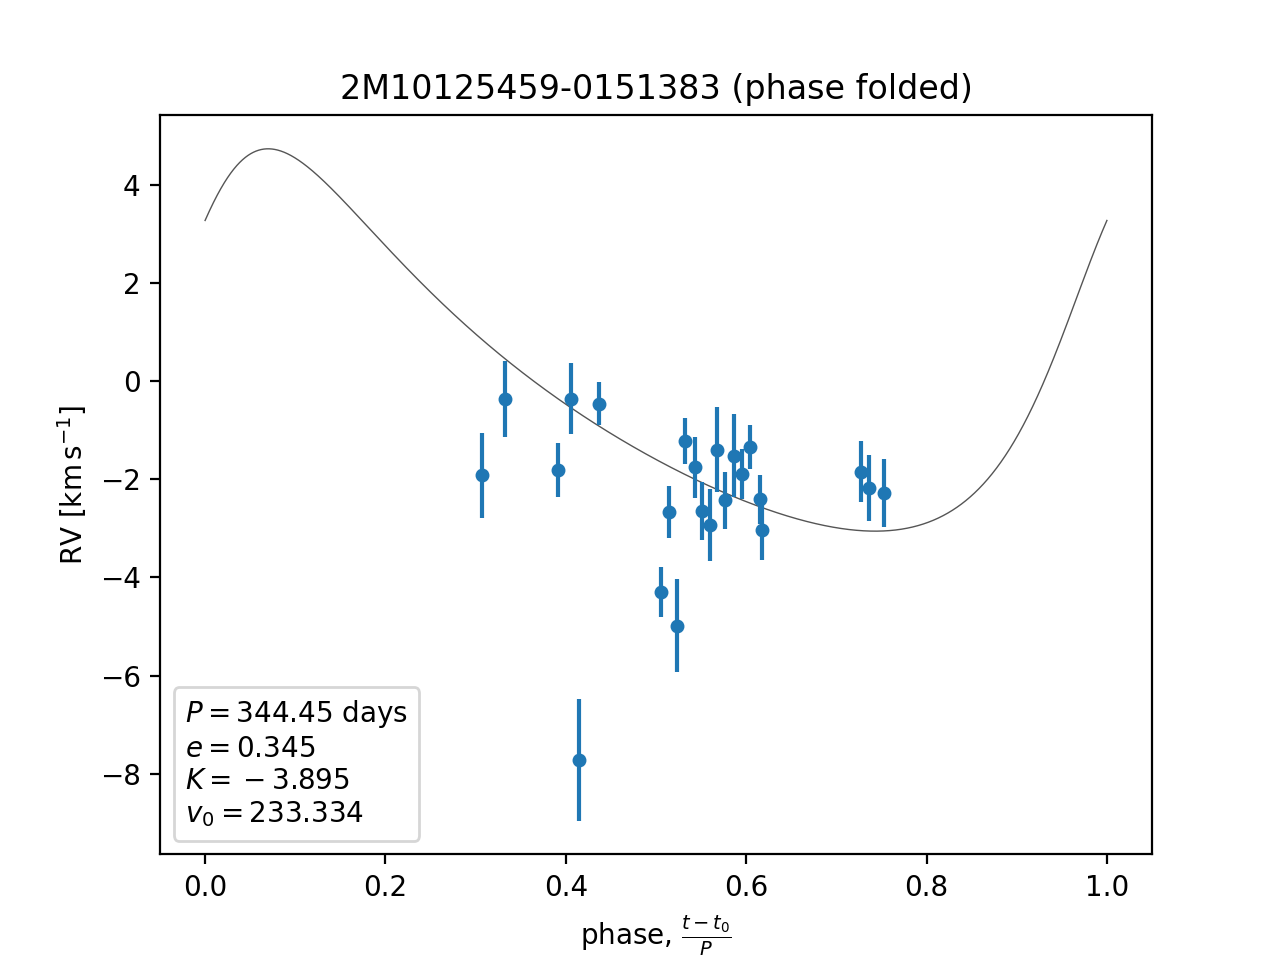 2M10125459-0151383 (phase folded)
4
2
0
−2
−4
−6
−8
RV [km s⁻¹]
P = 344.45 days
e = 0.345
K = − 3.895
v₀ = 233.334
0.0 0.2 0.4 0.6 0.8 1.0
phase, (t − t₀)/P